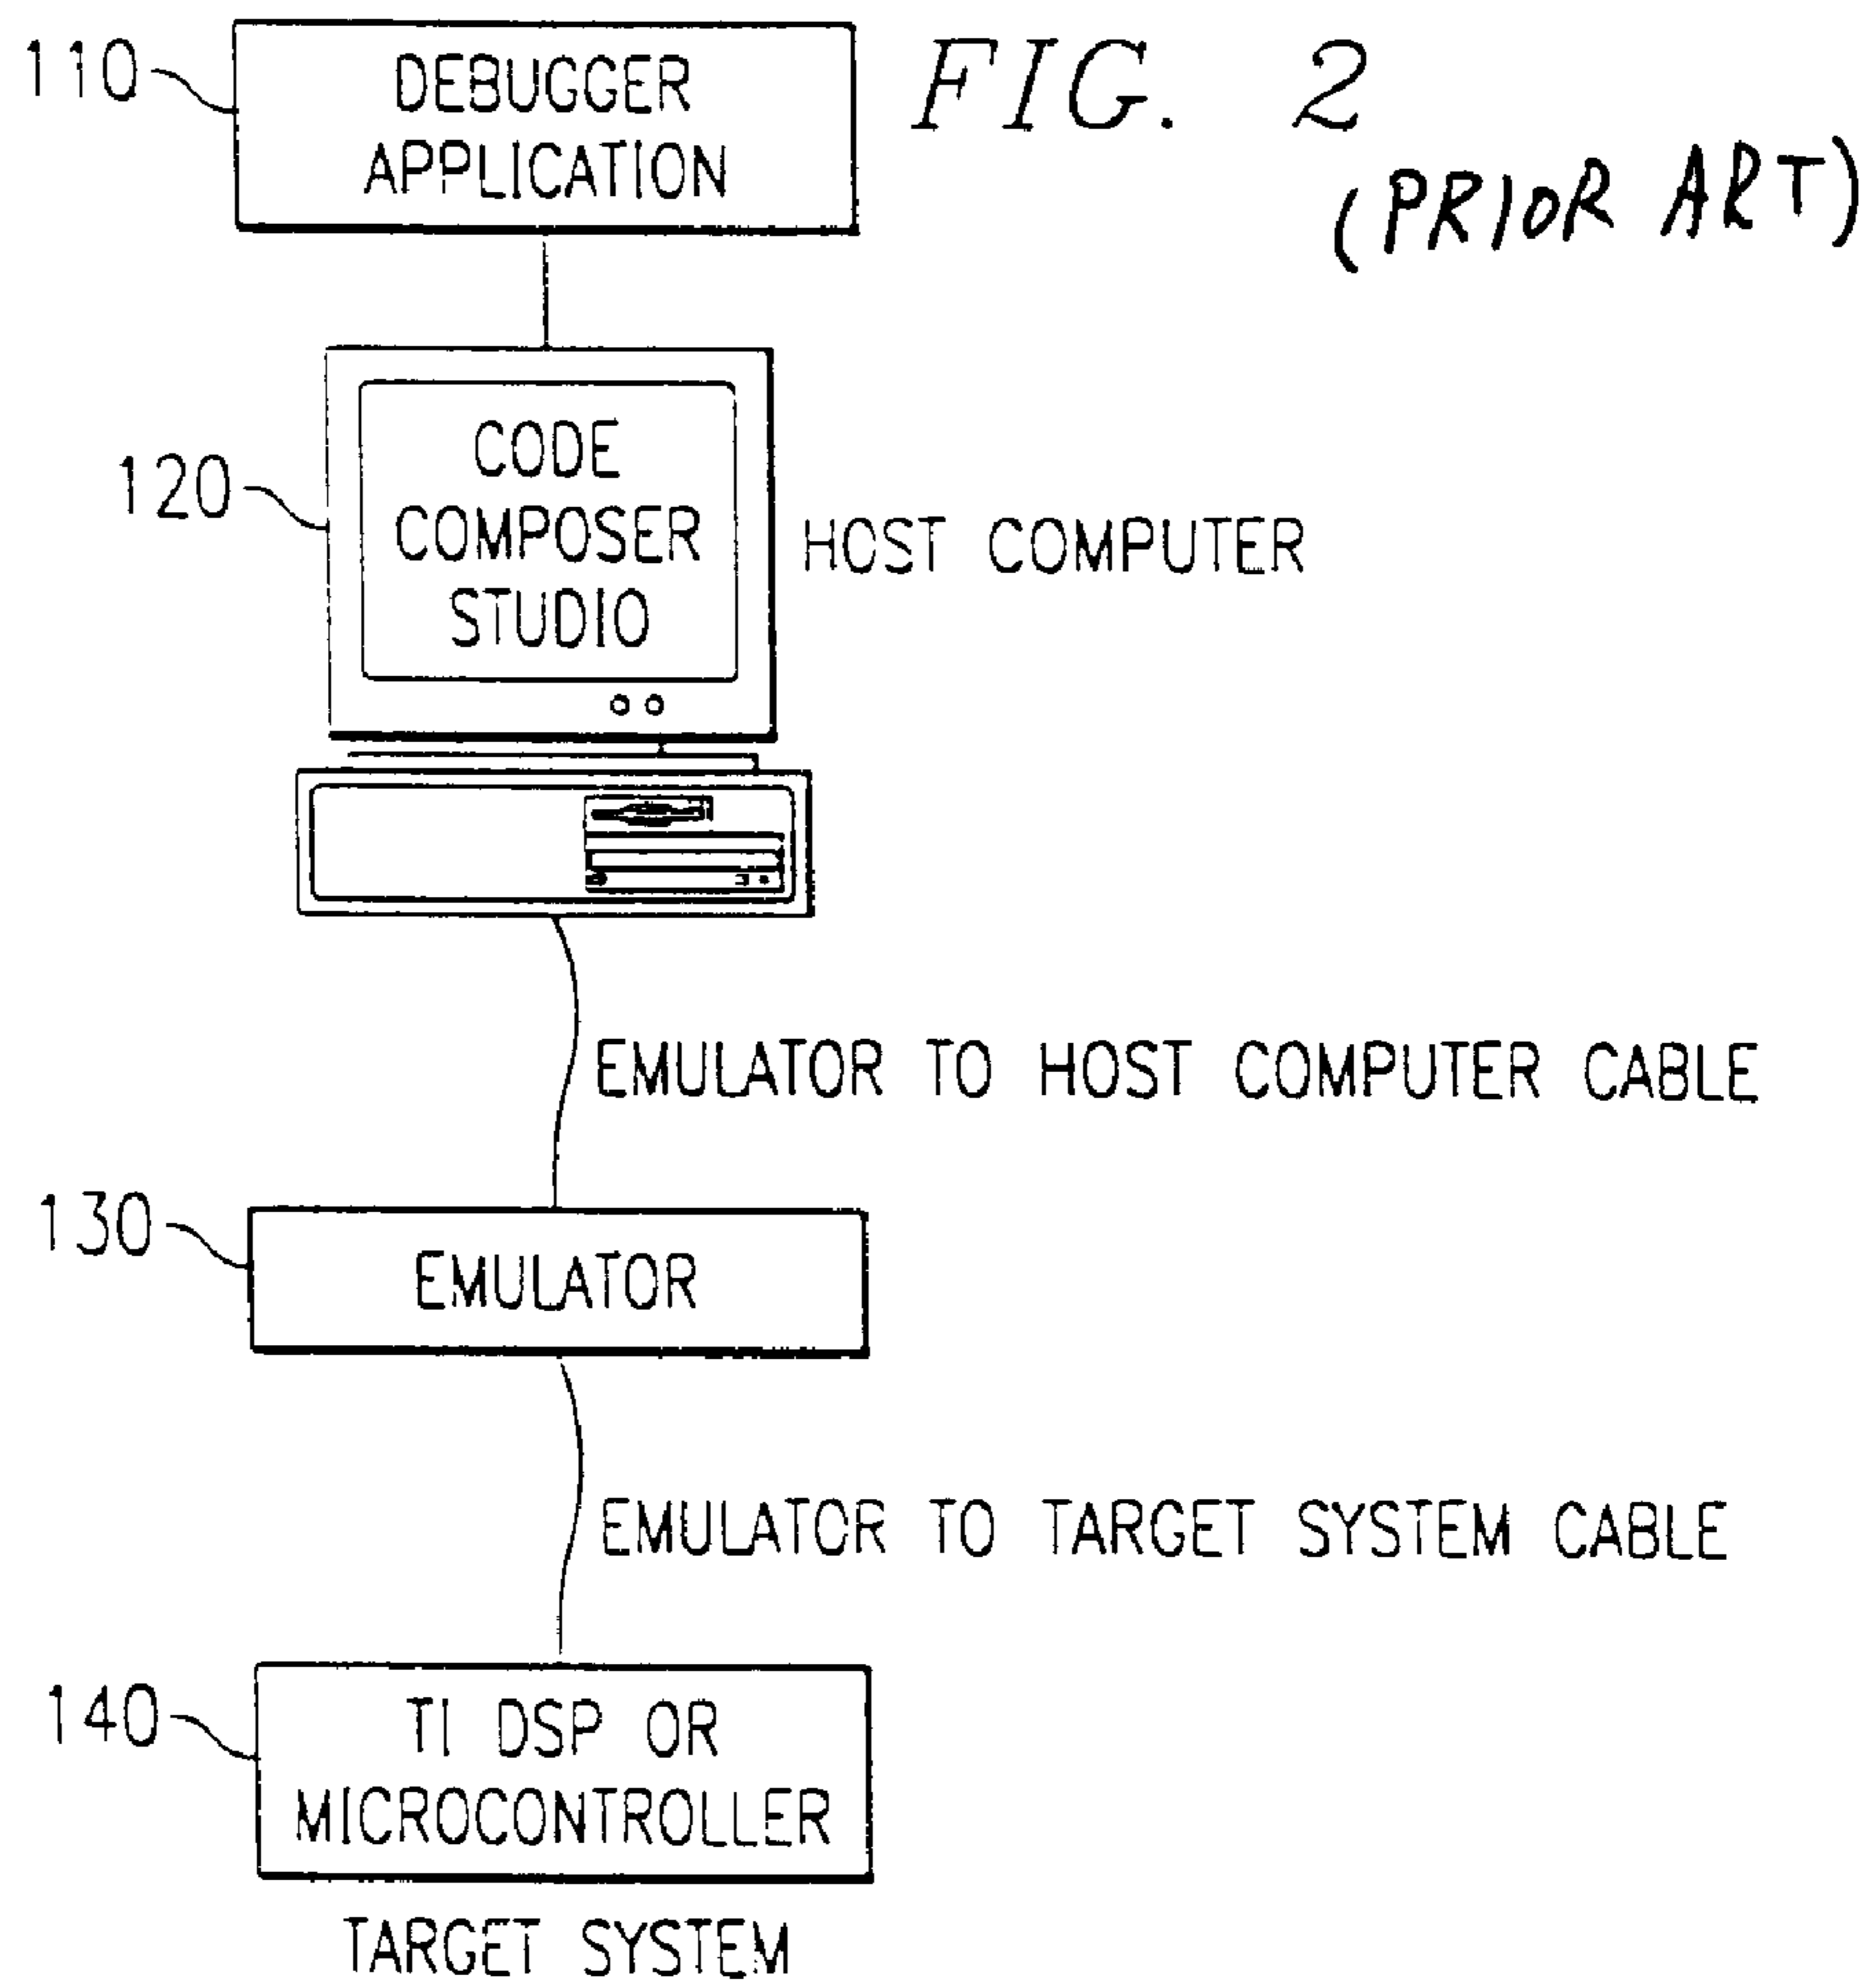 110
DEBUGGER
APPLICATION
FIG. 2
(PRIOR ART)
120
CODE
COMPOSER
STUDIO
HOST COMPUTER
EMULATOR TO HOST COMPUTER CABLE
130
EMULATOR
EMULATOR TO TARGET SYSTEM CABLE
140
TI DSP OR
MICROCONTROLLER
TARGET SYSTEM